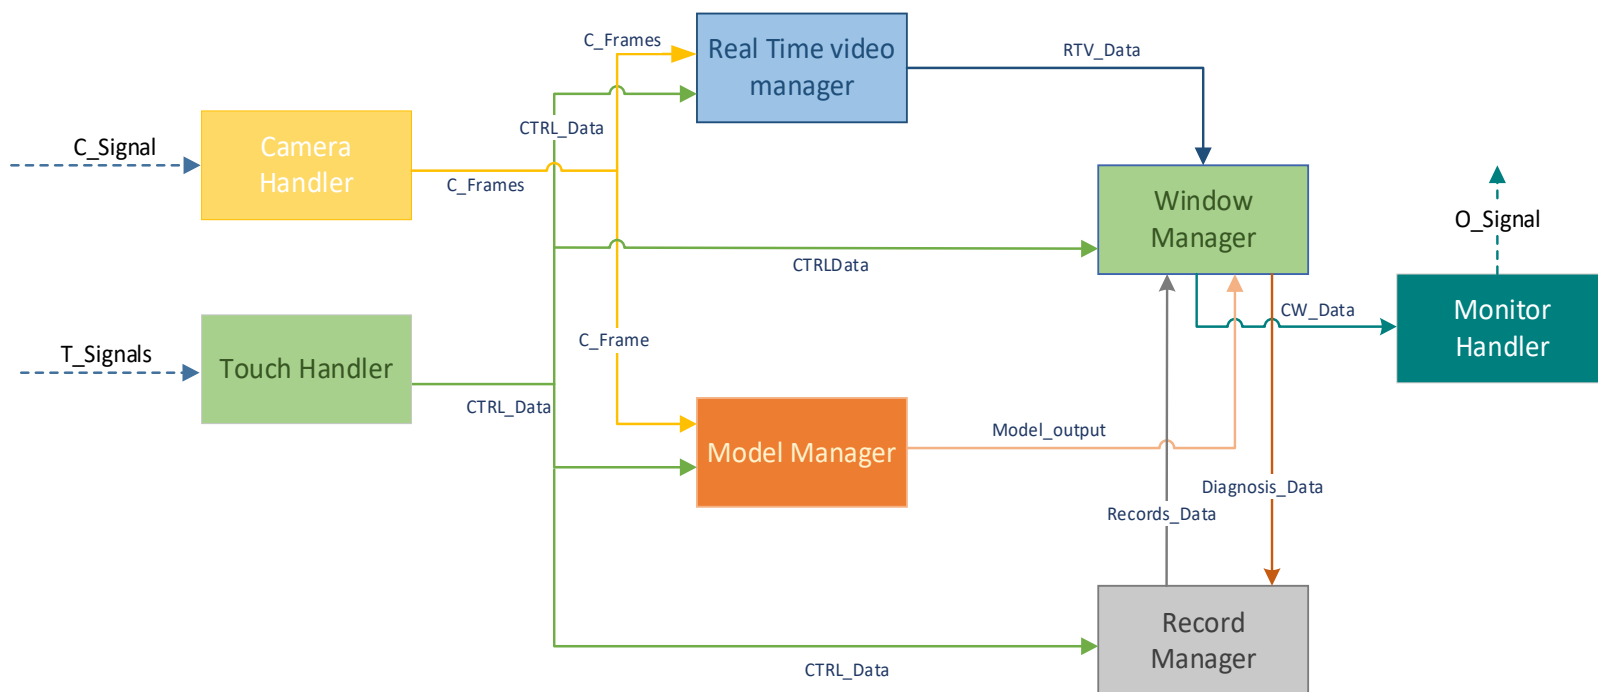 C_Frames
Real Time video
manager
RTV_Data
C_Signal
Camera
Handler
CTRL_Data
C_Frames
Window
Manager
O_Signal
CTRLData
CW_Data
Monitor
Handler
T_Signals
Touch Handler
C_Frame
CTRL_Data
Model Manager
Model_output
Diagnosis_Data
Records_Data
Record
Manager
CTRL_Data